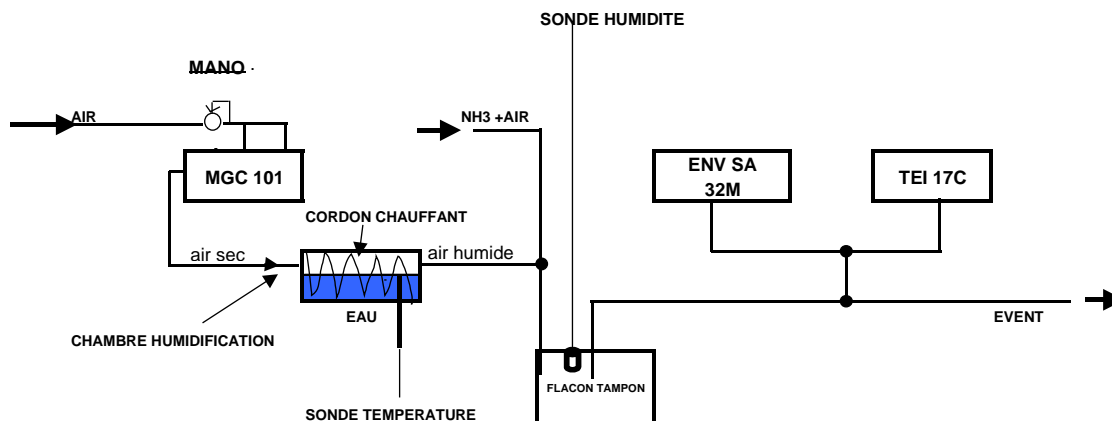 SONDE HUMIDITE
MANO
AIR
NH3 +AIR
MGC 101
ENV SA
32M
TEI 17C
CORDON CHAUFFANT
air sec
air humide
EAU
EVENT
CHAMBRE HUMIDIFICATION
FLACON TAMPON
SONDE TEMPERATURE